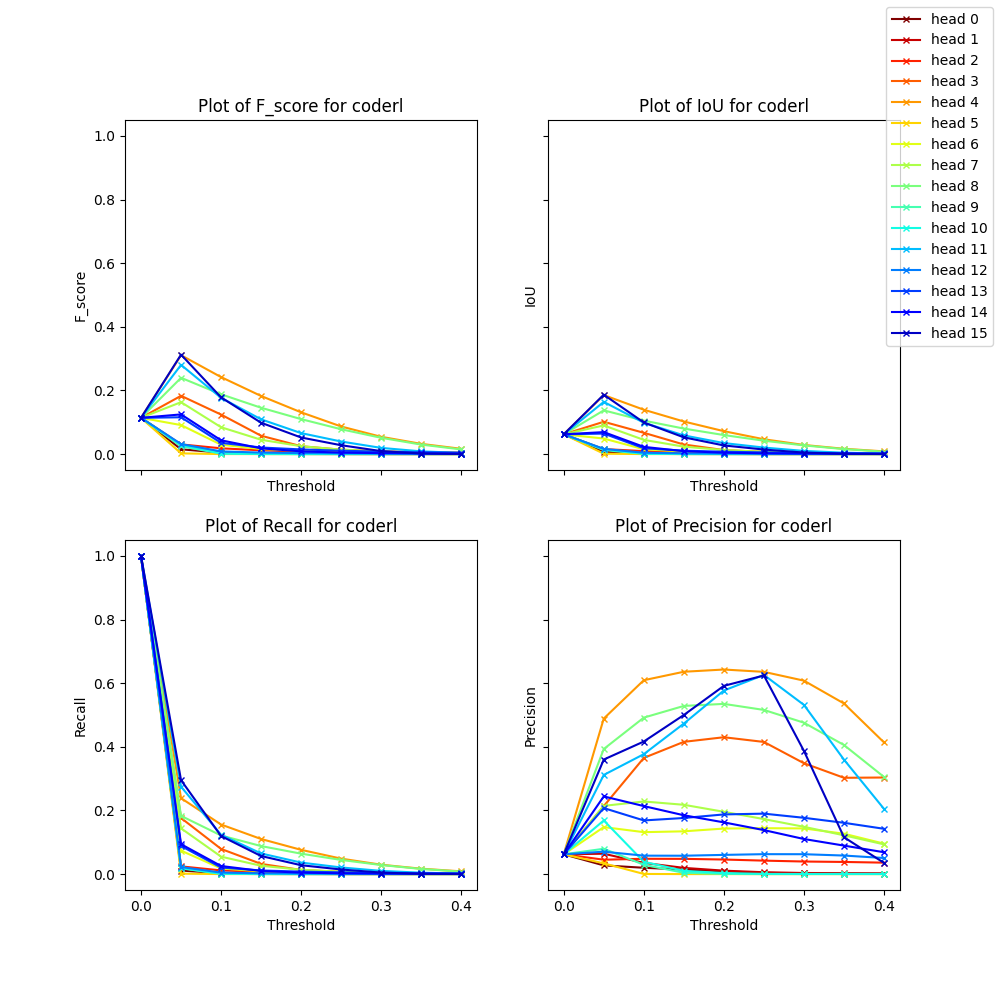 Plot of F_score for coderl
1.0
0.8
0.6
0.4
0.2
0.0
F_score
Threshold
Plot of IoU for coderl
IoU
Threshold
head 0
head 1
head 2
head 3
head 4
head 5
head 6
head 7
head 8
head 9
head 10
head 11
head 12
head 13
head 14
head 15
Plot of Recall for coderl
1.0
0.8
0.6
0.4
0.2
0.0
Recall
0.0 0.1 0.2 0.3 0.4
Threshold
Plot of Precision for coderl
Precision
0.0 0.1 0.2 0.3 0.4
Threshold